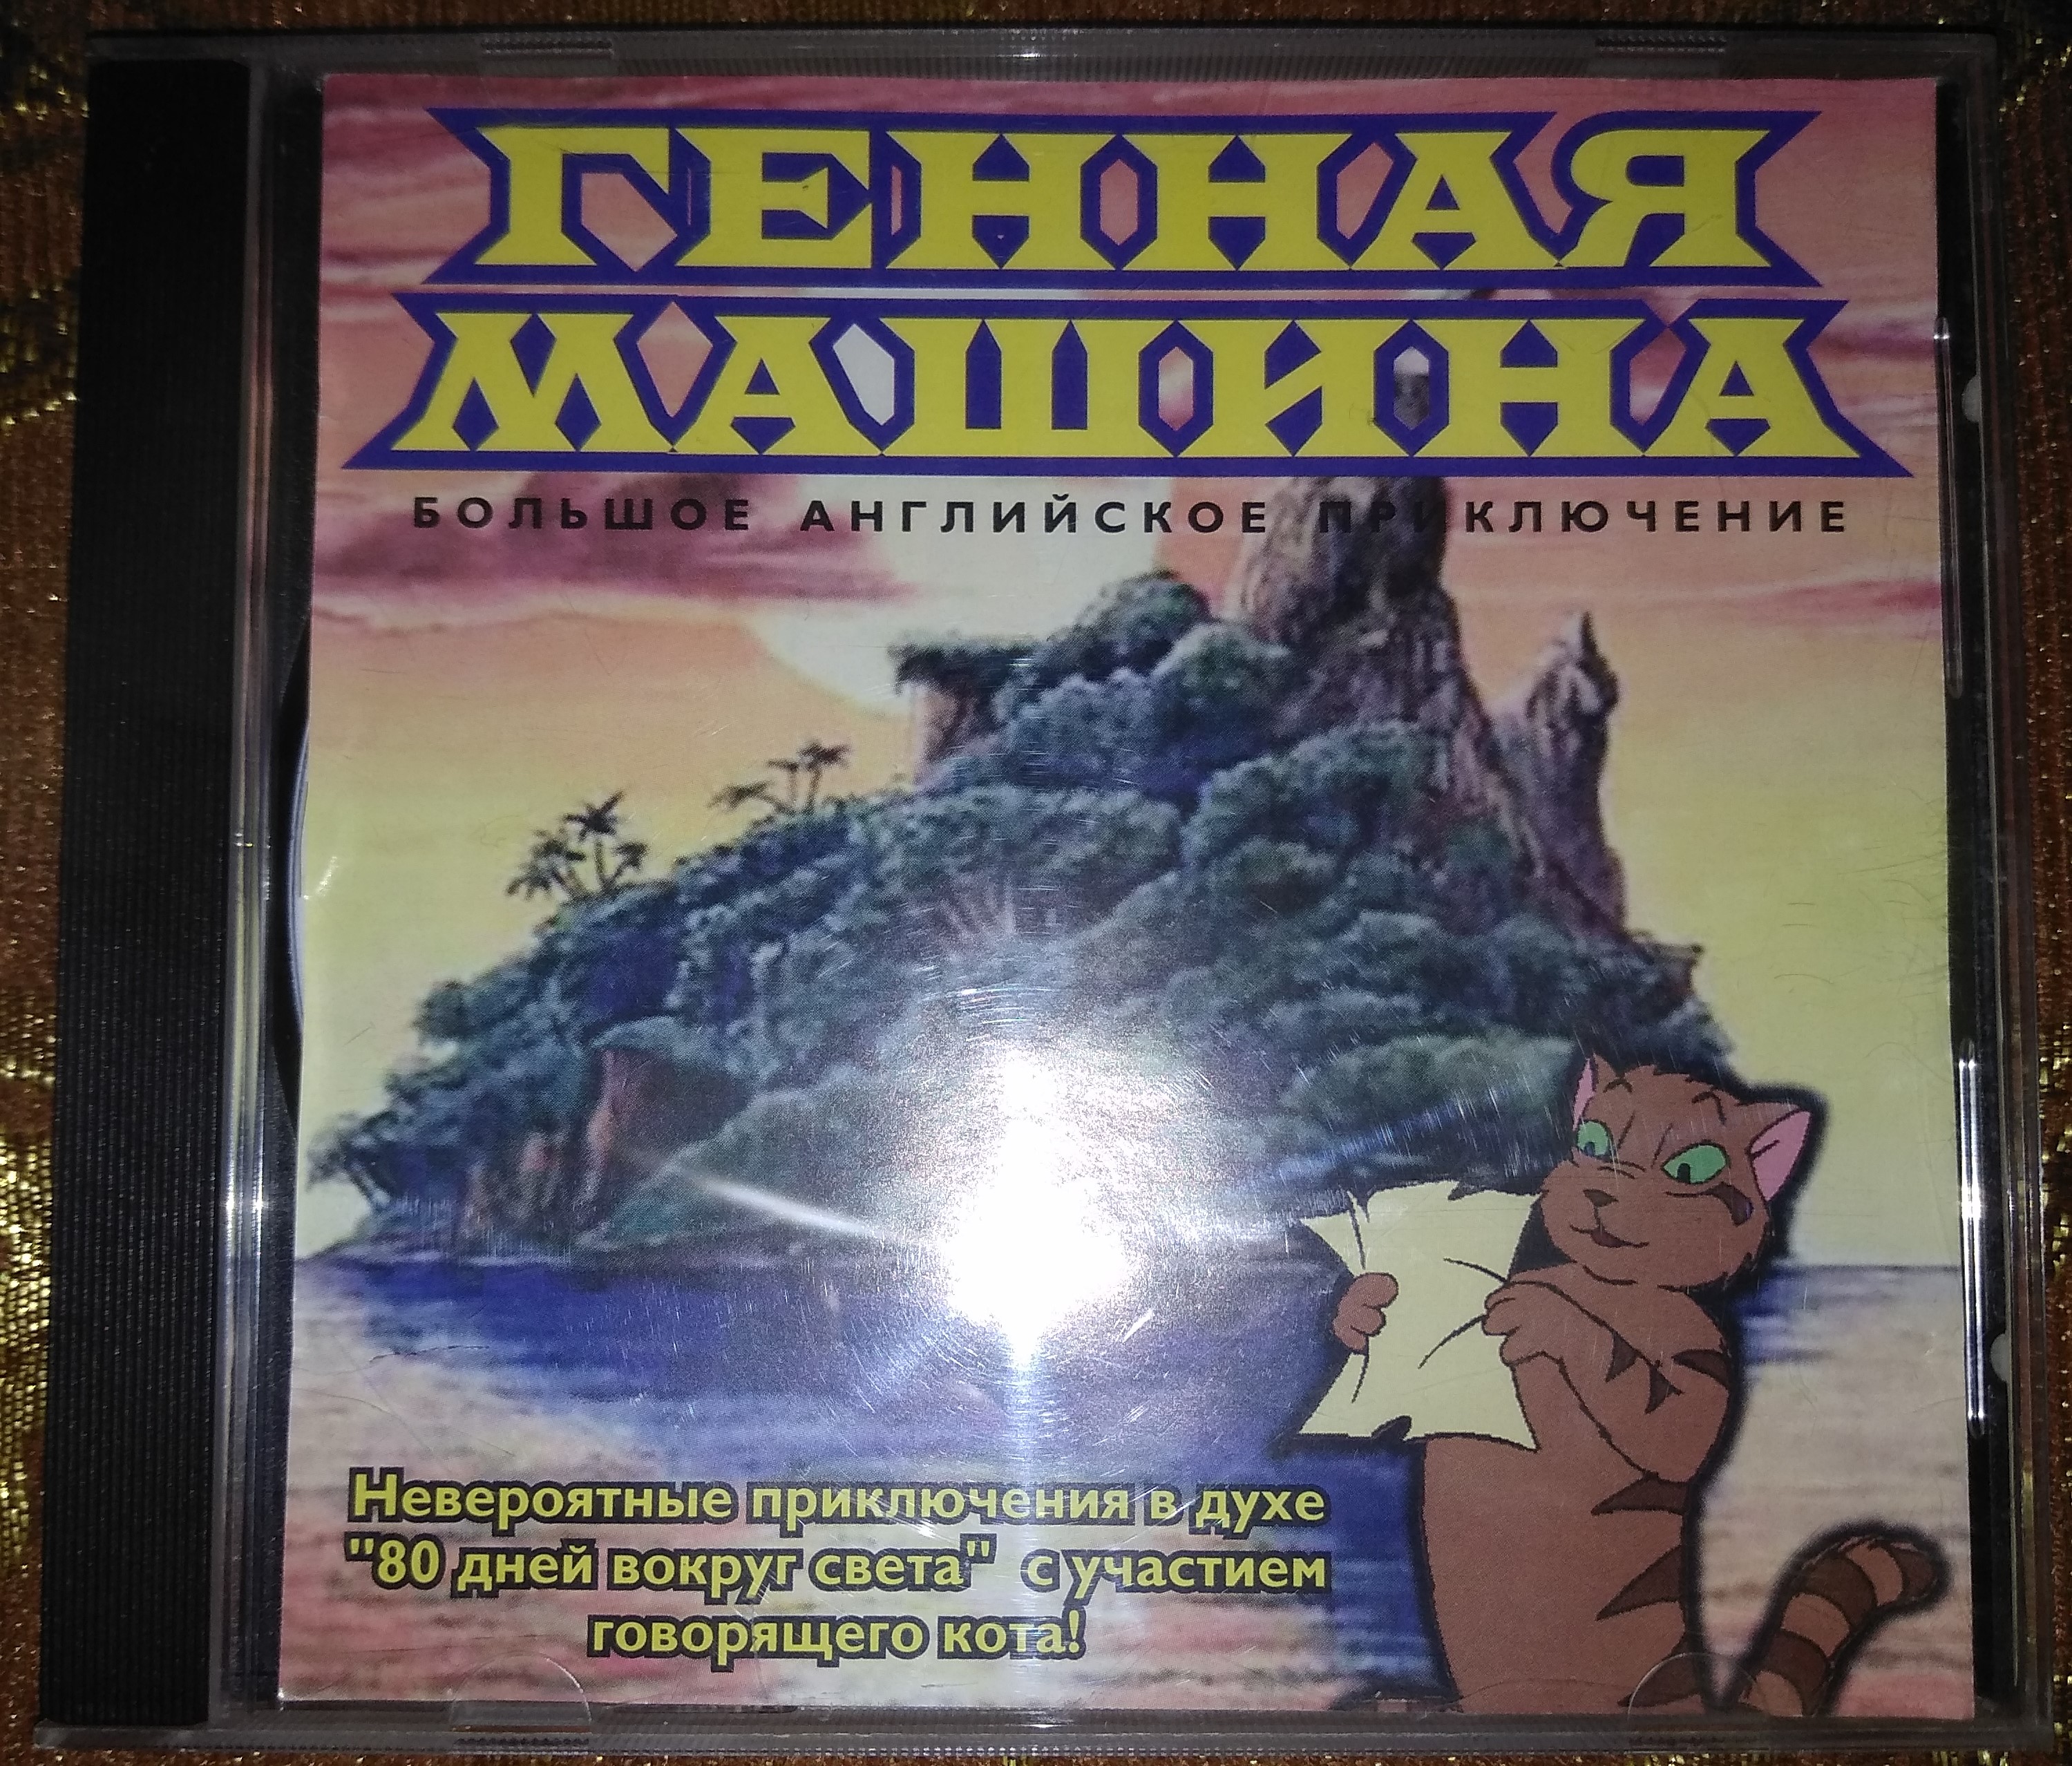 ГЕННАЯ
МАШИНА
БОЛЬШОЕ АНГЛИЙСКОЕ ПРИКЛЮЧЕНИЕ
Невероятные приключения в духе
"80 дней вокруг света" с участием
говорящего кота!